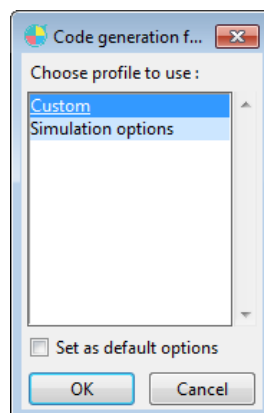 Code generation f...
Choose profile to use :
Custom
Simulation options
Set as default options
OK
Cancel